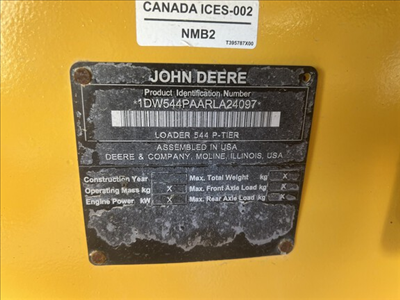 CANADA ICES-002
NMB2
T395787X00
JOHN DEERE
Product Identification Number
*1DW544PAARLA24097*
LOADER 544 P-TIER
ASSEMBLED IN USA
DEERE & COMPANY, MOLINE, ILLINOIS, USA
Construction Year
Max. Total Weight kg X
Operating Mass kg X
Max. Front Axle Load kg X
Engine Power kW X
Max. Rear Axle Load kg X